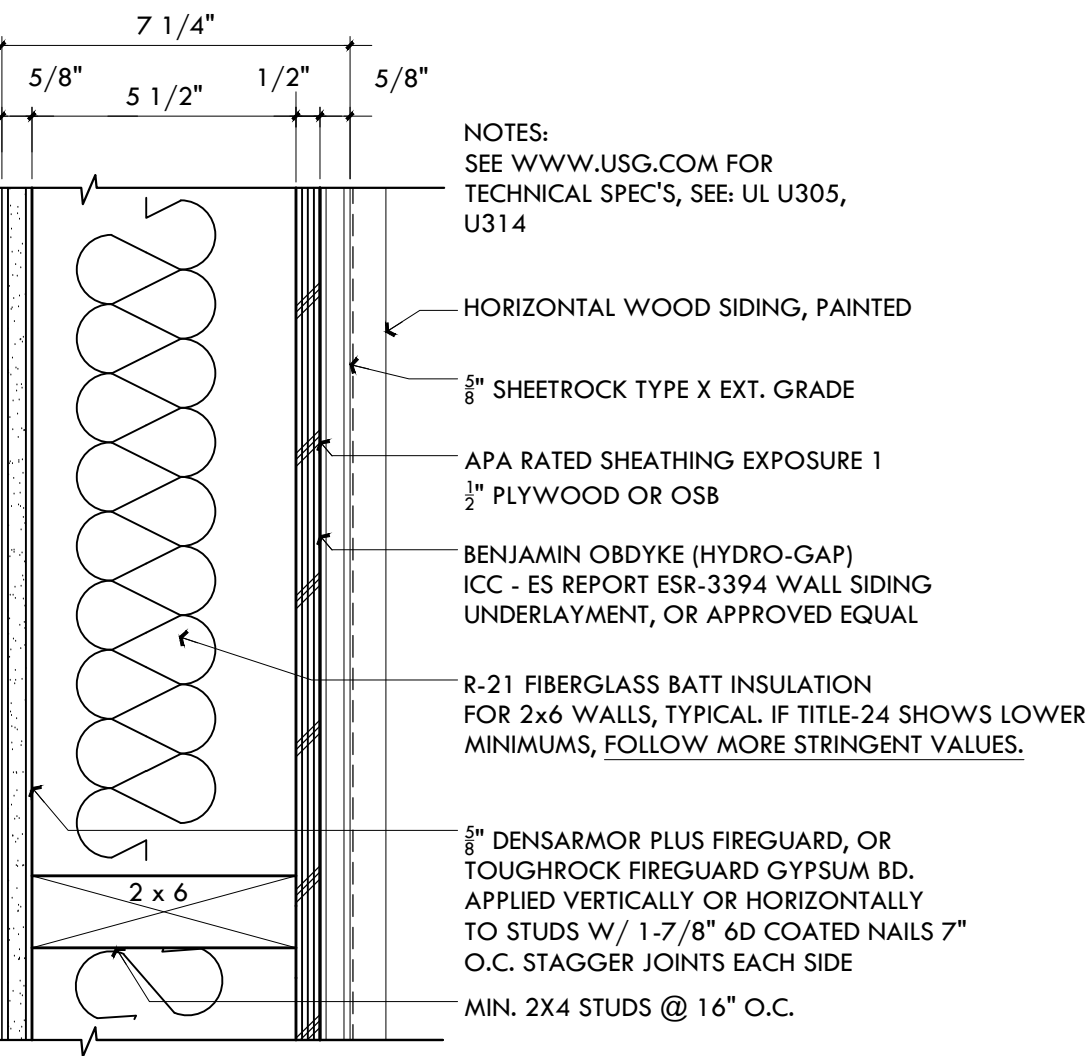 7 1/4"
5/8"
5 1/2"
1/2"
5/8"
NOTES:
SEE WWW.USG.COM FOR
TECHNICAL SPEC'S, SEE: UL U305,
U314
HORIZONTAL WOOD SIDING, PAINTED
5/8" SHEETROCK TYPE X EXT. GRADE
APA RATED SHEATHING EXPOSURE 1
1/2" PLYWOOD OR OSB
BENJAMIN OBDYKE (HYDRO-GAP)
ICC - ES REPORT ESR-3394 WALL SIDING
UNDERLAYMENT, OR APPROVED EQUAL
R-21 FIBERGLASS BATT INSULATION
FOR 2x6 WALLS, TYPICAL. IF TITLE-24 SHOWS LOWER
MINIMUMS, FOLLOW MORE STRINGENT VALUES.
5/8" DENSARMOR PLUS FIREGUARD, OR
TOUGHROCK FIREGUARD GYPSUM BD.
APPLIED VERTICALLY OR HORIZONTALLY
TO STUDS W/ 1-7/8" 6D COATED NAILS 7"
O.C. STAGGER JOINTS EACH SIDE
2 x 6
MIN. 2X4 STUDS @ 16" O.C.